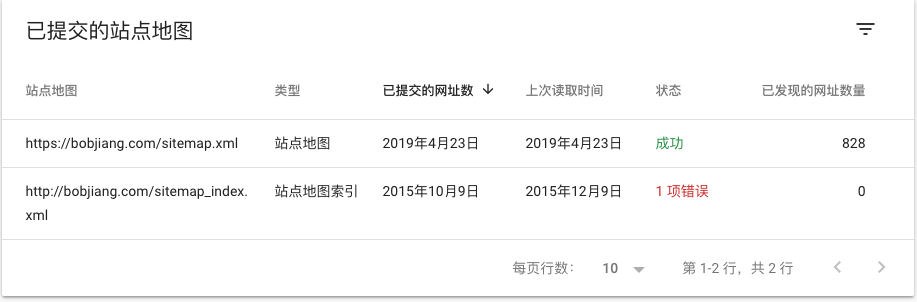 已提交的站点地图
站点地图 类型 已提交的网址数 上次读取时间 状态 已发现的网址数量
https://bobjiang.com/sitemap.xml 站点地图 2019年4月23日 2019年4月23日 成功 828
http://bobjiang.com/sitemap_index. 站点地图索引 2015年10月9日 2015年12月9日 1 项错误 0
xml
每页行数： 10 第 1-2 行，共 2 行